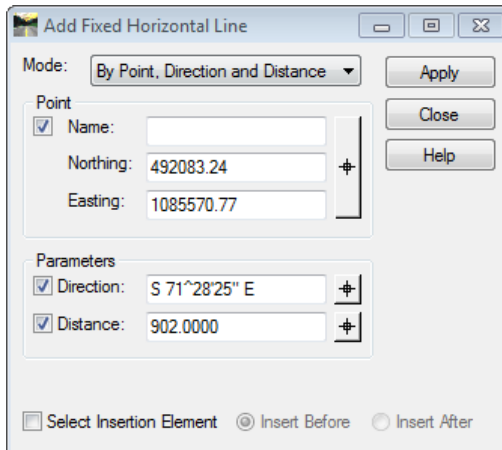 Add Fixed Horizontal Line
Mode: By Point, Direction and Distance
Apply
Close
Help
Point
Name:
Northing: 492083.24
Easting: 1085570.77
Parameters
Direction: S 71^28'25" E
Distance: 902.0000
Select Insertion Element Insert Before Insert After